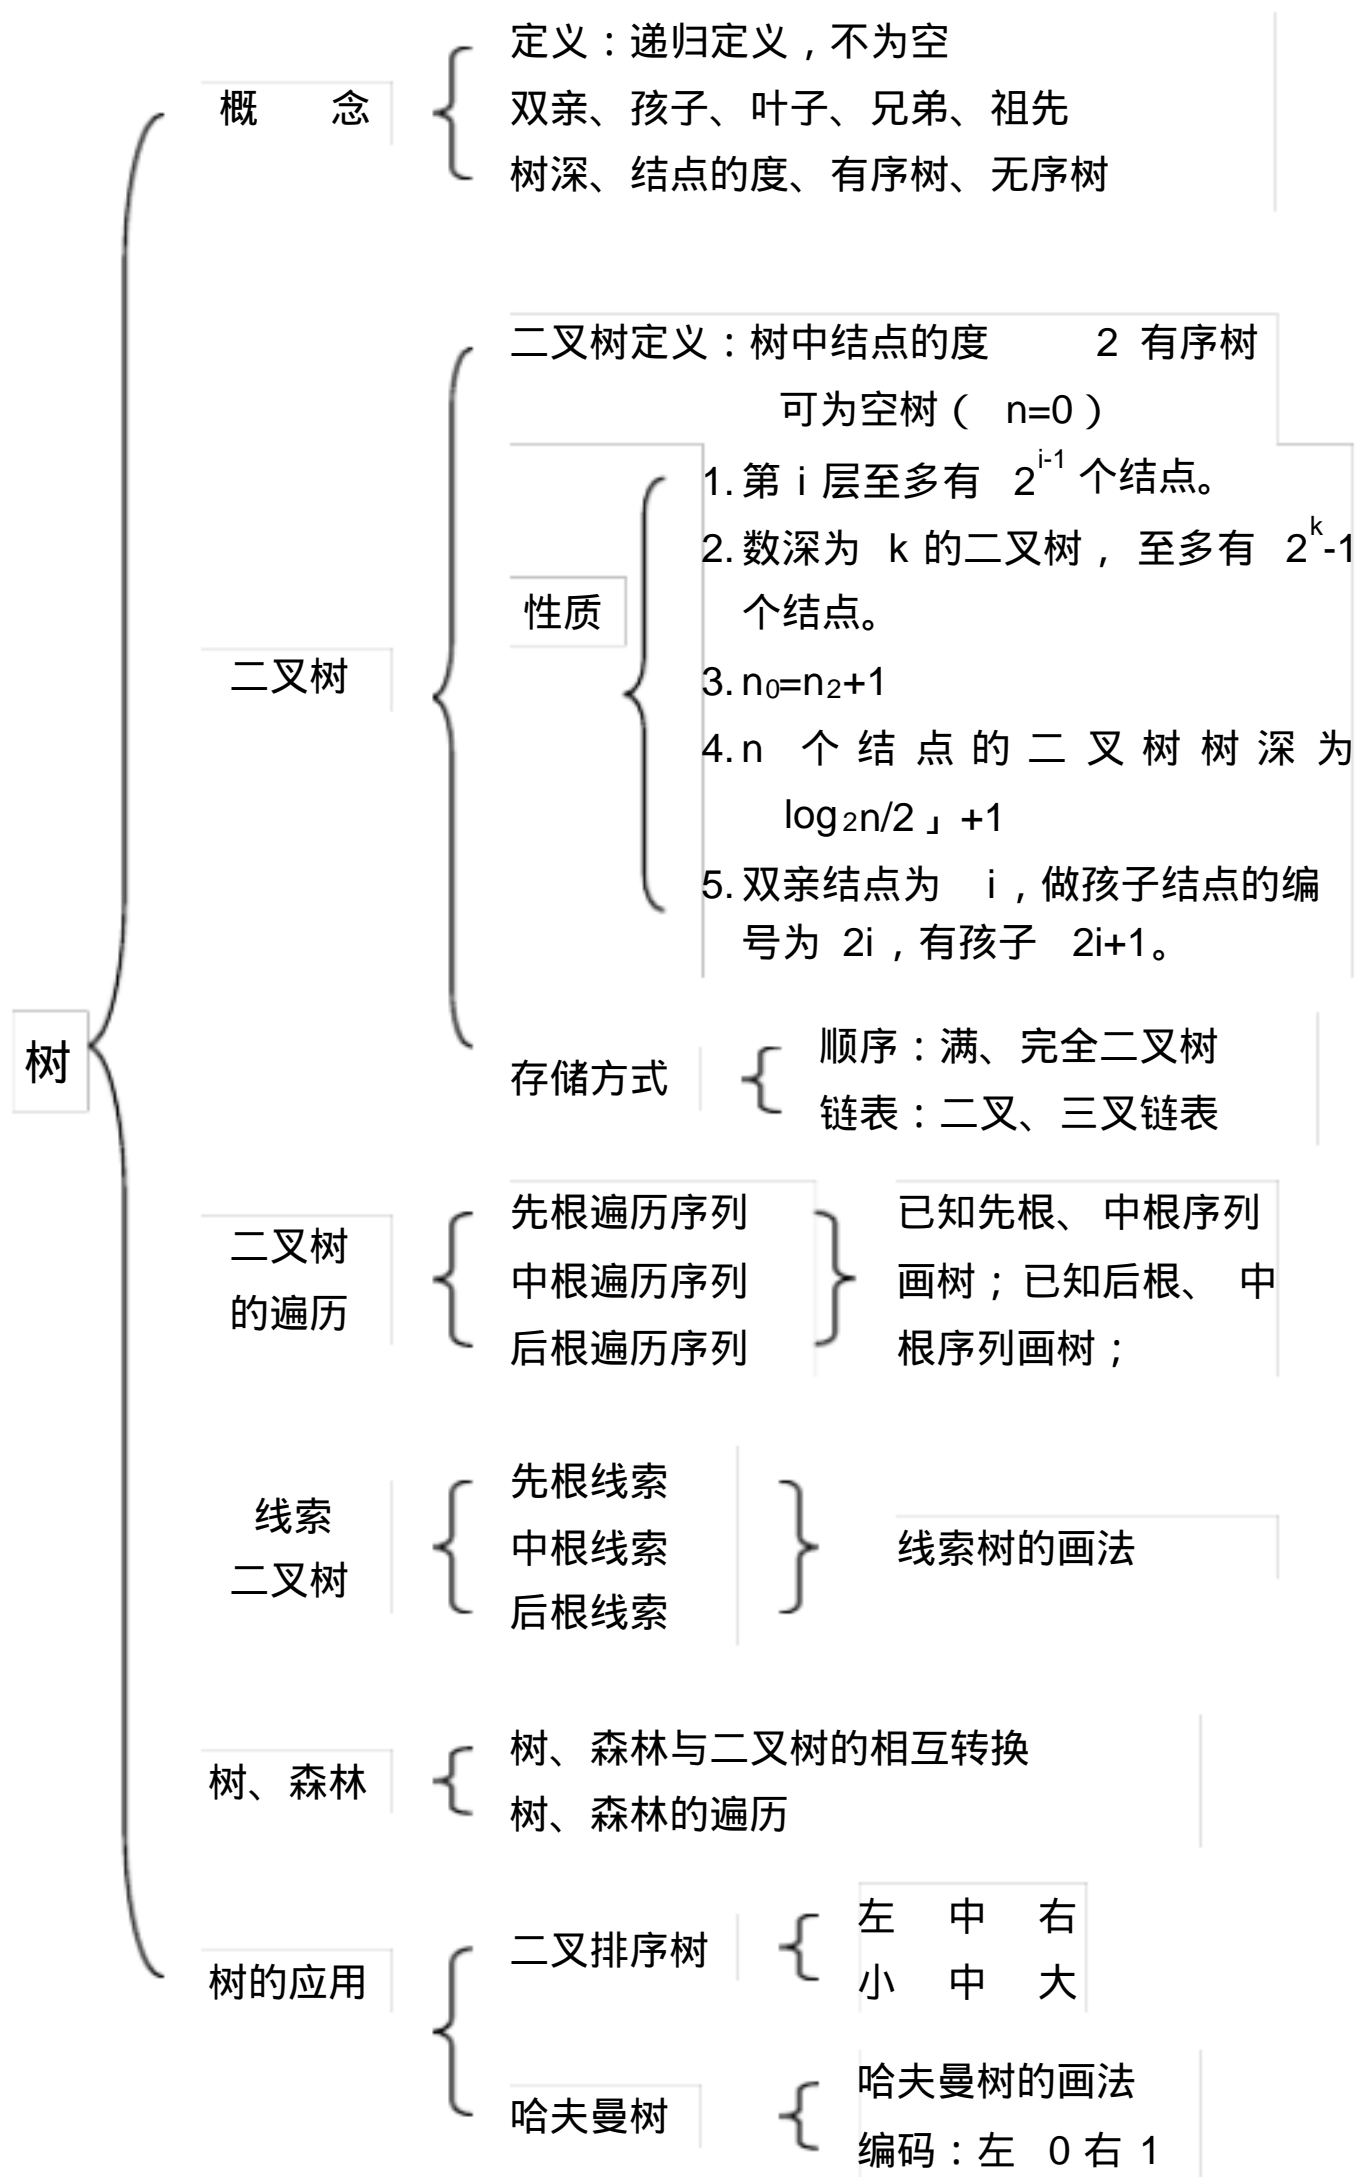 定义：递归定义，不为空
概 念
双亲、孩子、叶子、兄弟、祖先
树深、结点的度、有序树、无序树
二叉树定义：树中结点的度 2 有序树
可为空树（ n=0）
1. 第 i 层至多有 2^{i-1} 个结点。
2. 数深为 k 的二叉树， 至多有 2^k-1
个结点。
性质
二叉树
3. n₀=n₂+1
4. n 个结点的二叉树树深为
log₂n/2 」+1
5. 双亲结点为 i，做孩子结点的编
号为 2i，有孩子 2i+1。
树
存储方式
顺序：满、完全二叉树
链表：二叉、三叉链表
二叉树
的遍历
先根遍历序列
中根遍历序列
后根遍历序列
已知先根、 中根序列
画树；已知后根、 中
根序列画树；
线索
二叉树
先根线索
中根线索
后根线索
线索树的画法
树、森林
树、森林与二叉树的相互转换
树、森林的遍历
树的应用
二叉排序树
左 中 右
小 中 大
哈夫曼树
哈夫曼树的画法
编码：左 0 右 1